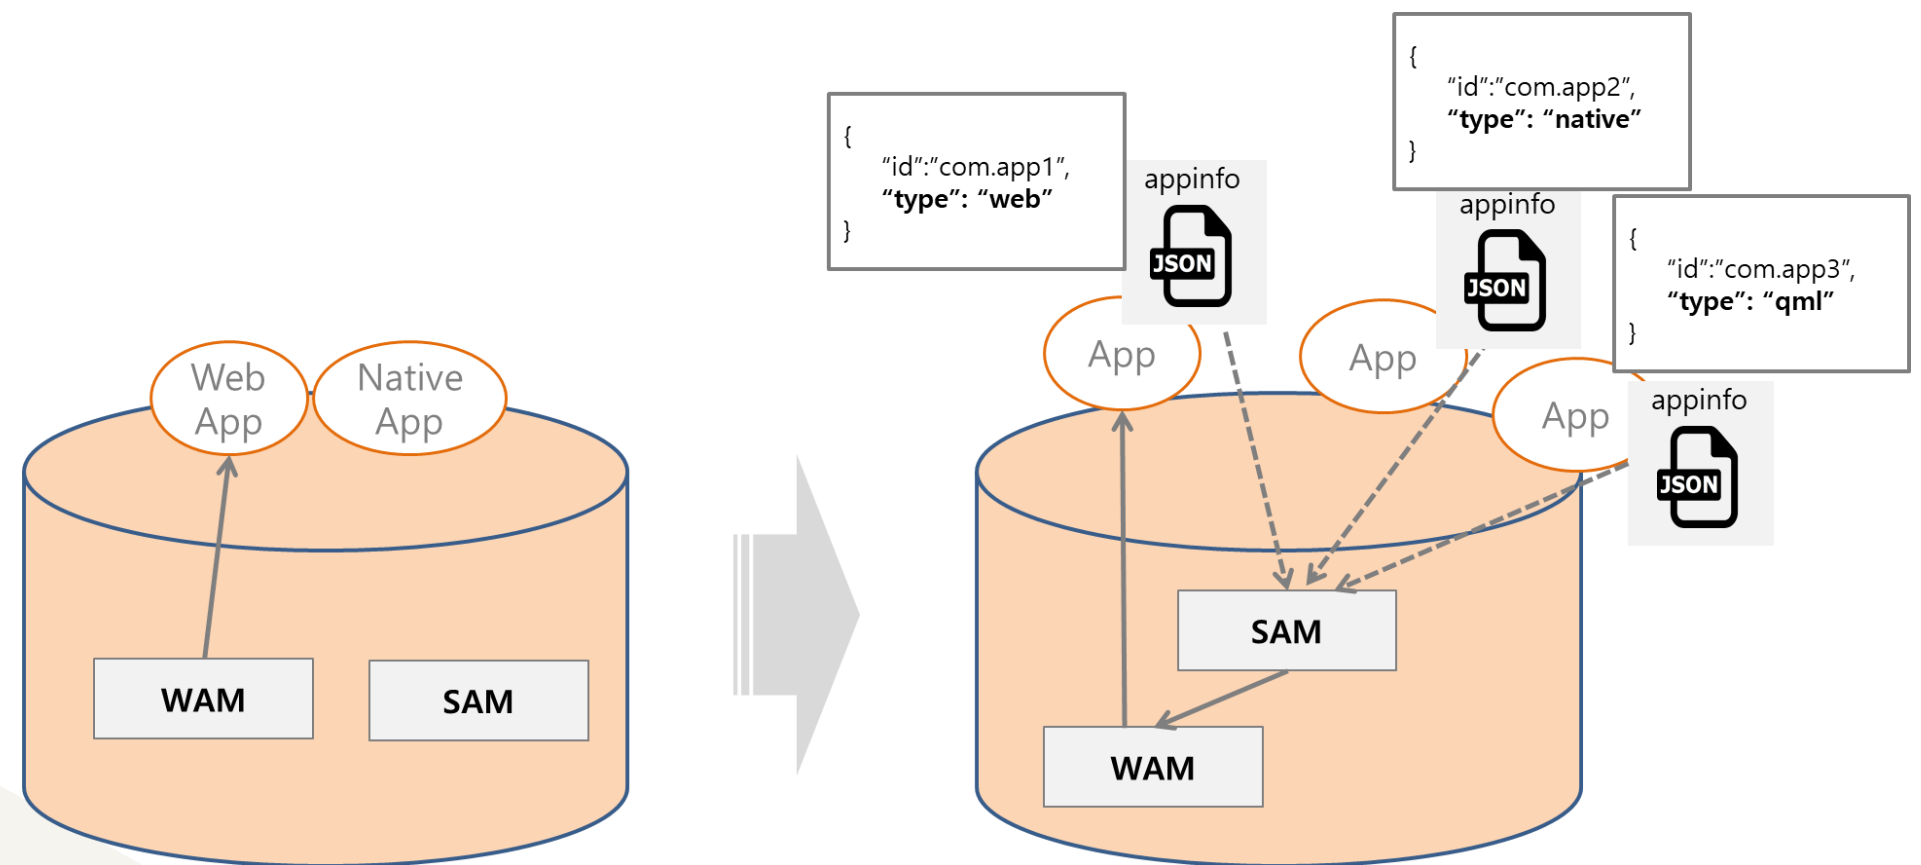 Web
App
Native
App
WAM
SAM
{
“id”:”com.app1”,
“type”: “web”
}
appinfo
JSON
App
{
“id”:”com.app2”,
“type”: “native”
}
appinfo
JSON
App
{
“id”:”com.app3”,
“type”: “qml”
}
appinfo
JSON
App
SAM
WAM